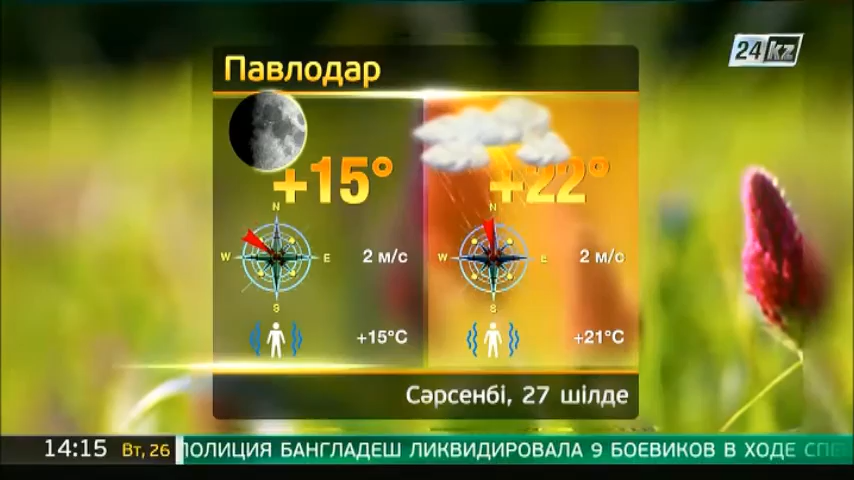 24kz
Павлодар
+15° +22°
N N
W E W E
2 м/с 2 м/с
S S
+15°C +21°C
Сәрсенбі, 27 шілде
14:15 Вт, 26 ПОЛИЦИЯ БАНГЛАДЕШ ЛИКВИДИРОВАЛА 9 БОЕВИКОВ В ХОДЕ